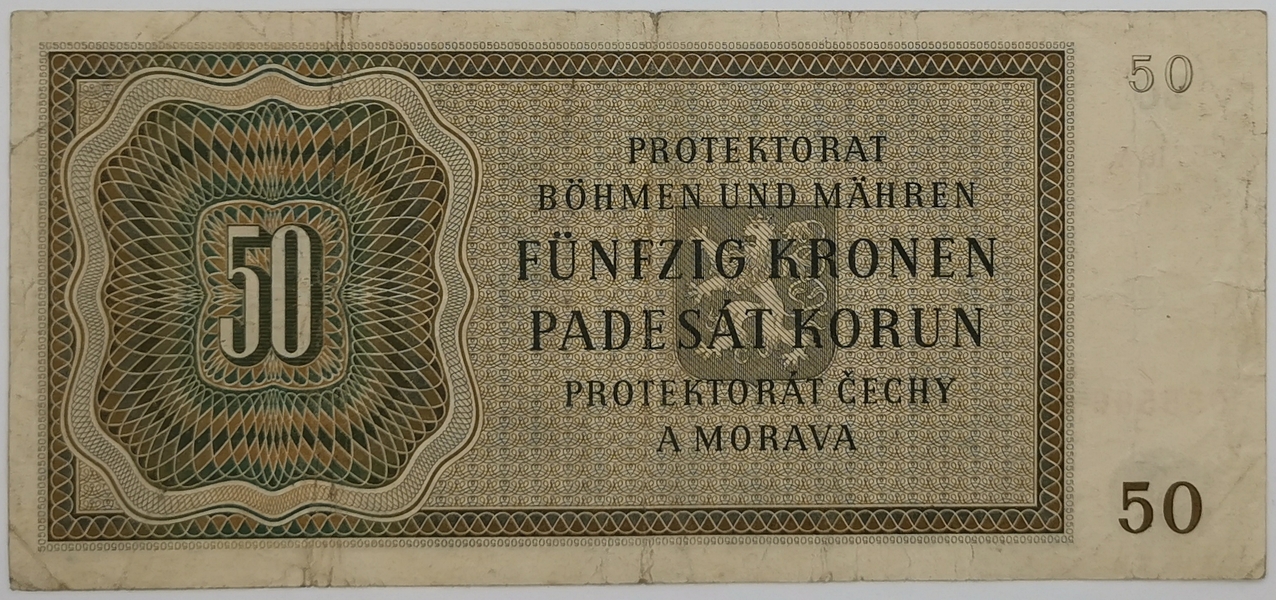 50
PROTEKTORAT
BÖHMEN UND MÄHREN
FÜNFZIG KRONEN
PADESÁT KORUN
PROTEKTORÁT ČECHY
A MORAVA
50
50